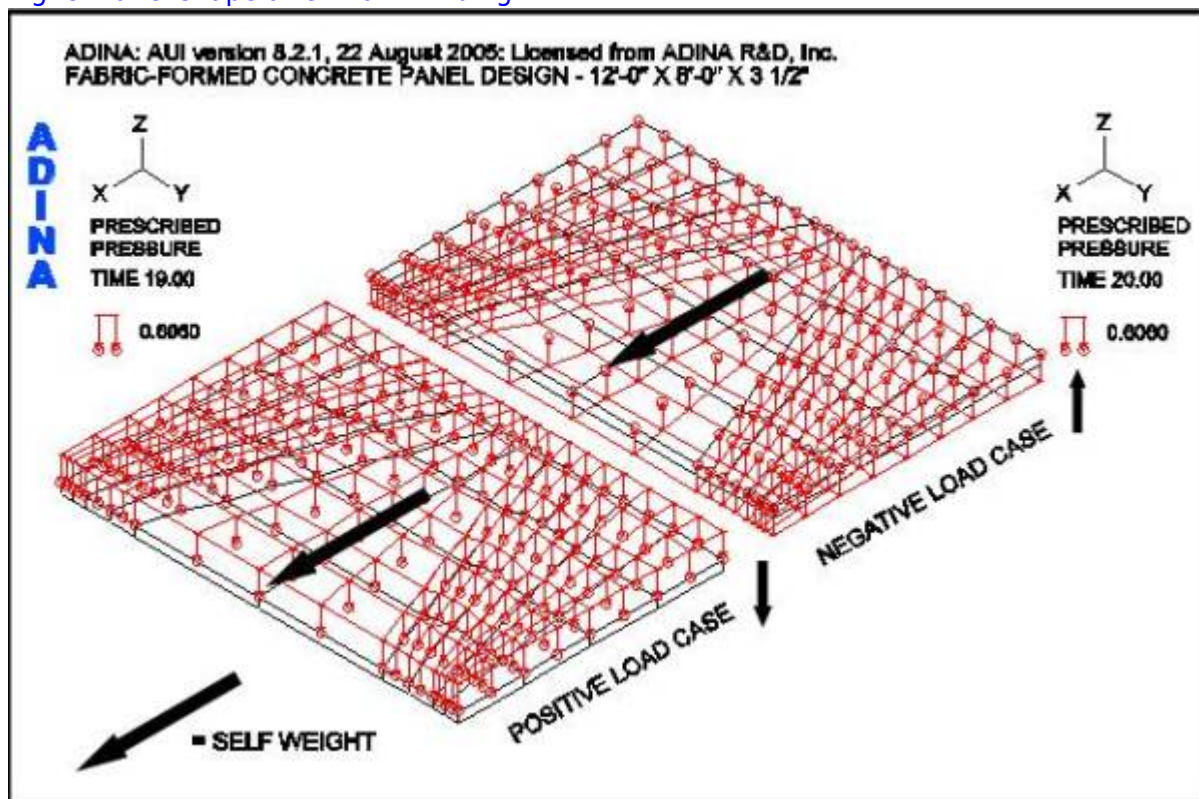 ADINA: AUI version 8.2.1, 22 August 2005: Licensed from ADINA R&D, Inc.
FABRIC-FORMED CONCRETE PANEL DESIGN - 12'-0" X 8'-0" X 3 1/2"
ADINA
Z
X Y
PRESCRIBED
PRESSURE
TIME 19.00
0.6060
Z
X Y
PRESCRIBED
PRESSURE
TIME 20.00
0.6060
NEGATIVE LOAD CASE
POSITIVE LOAD CASE
= SELF WEIGHT